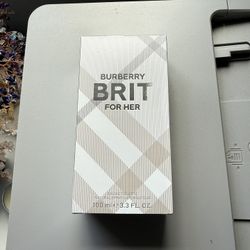 BURBERRY
BRIT
FOR HER
100 ml e 3.3 FL. OZ.